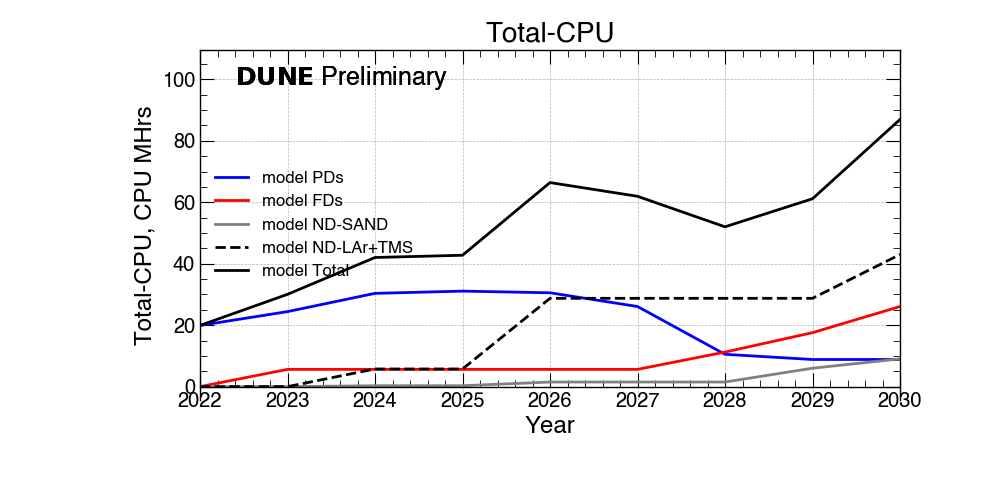 Total-CPU
DUNE Preliminary
Total-CPU, CPU MHrs
100
80
60
40
20
0
model PDs
model FDs
model ND-SAND
model ND-LAr+TMS
model Total
2022 2023 2024 2025 2026 2027 2028 2029 2030
Year